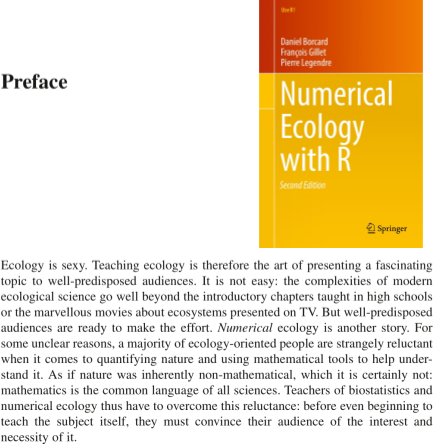 Use R!
Daniel Borcard
François Gillet
Pierre Legendre
Preface
Numerical
Ecology
with R
Second Edition
Springer
Ecology is sexy. Teaching ecology is therefore the art of presenting a fascinating
topic to well-predisposed audiences. It is not easy: the complexities of modern
ecological science go well beyond the introductory chapters taught in high schools
or the marvellous movies about ecosystems presented on TV. But well-predisposed
audiences are ready to make the effort. Numerical ecology is another story. For
some unclear reasons, a majority of ecology-oriented people are strangely reluctant
when it comes to quantifying nature and using mathematical tools to help under-
stand it. As if nature was inherently non-mathematical, which it is certainly not:
mathematics is the common language of all sciences. Teachers of biostatistics and
numerical ecology thus have to overcome this reluctance: before even beginning to
teach the subject itself, they must convince their audience of the interest and
necessity of it.